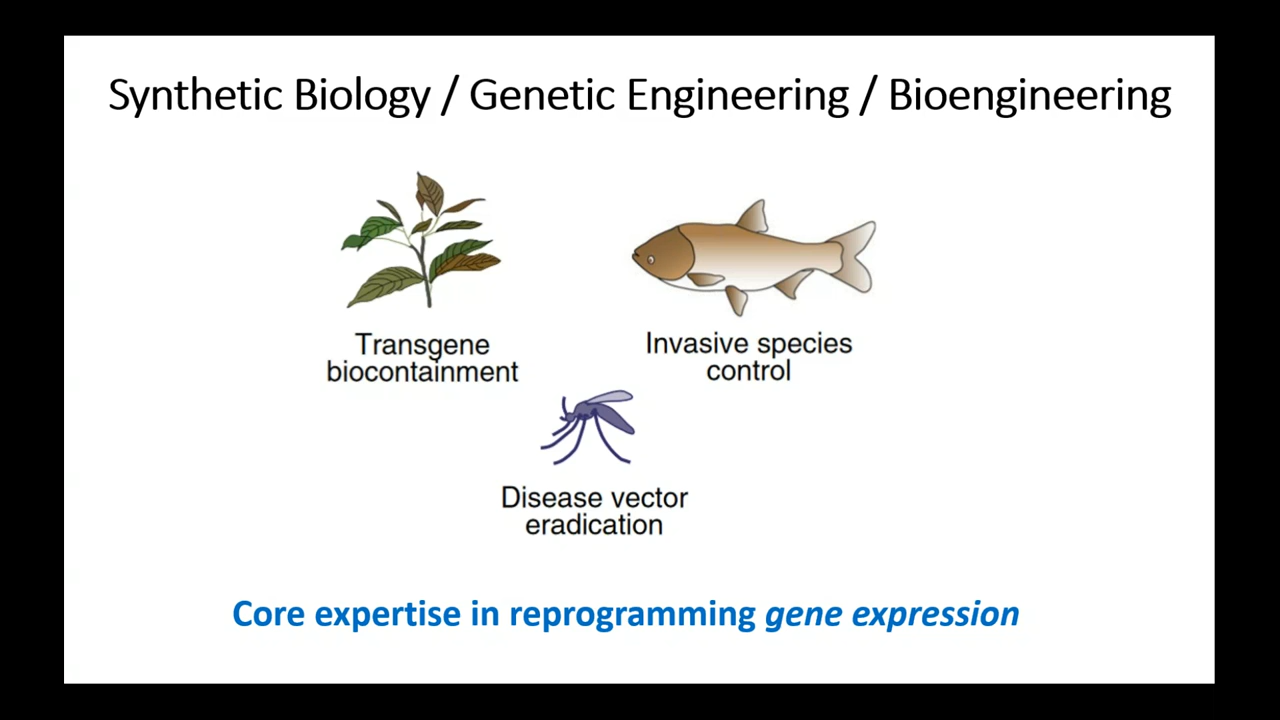 Synthetic Biology / Genetic Engineering / Bioengineering
Transgene
biocontainment
Invasive species
control
Disease vector
eradication
Core expertise in reprogramming gene expression